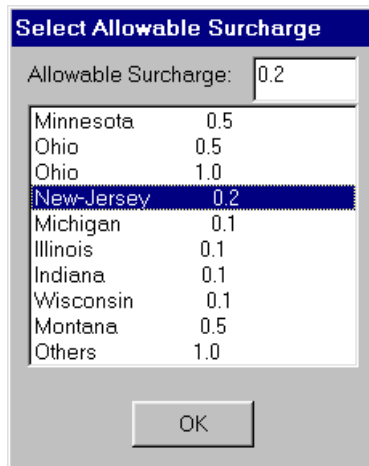 Select Allowable Surcharge
Allowable Surcharge: 0.2
Minnesota 0.5
Ohio 0.5
Ohio 1.0
New-Jersey 0.2
Michigan 0.1
Illinois 0.1
Indiana 0.1
Wisconsin 0.1
Montana 0.5
Others 1.0
OK